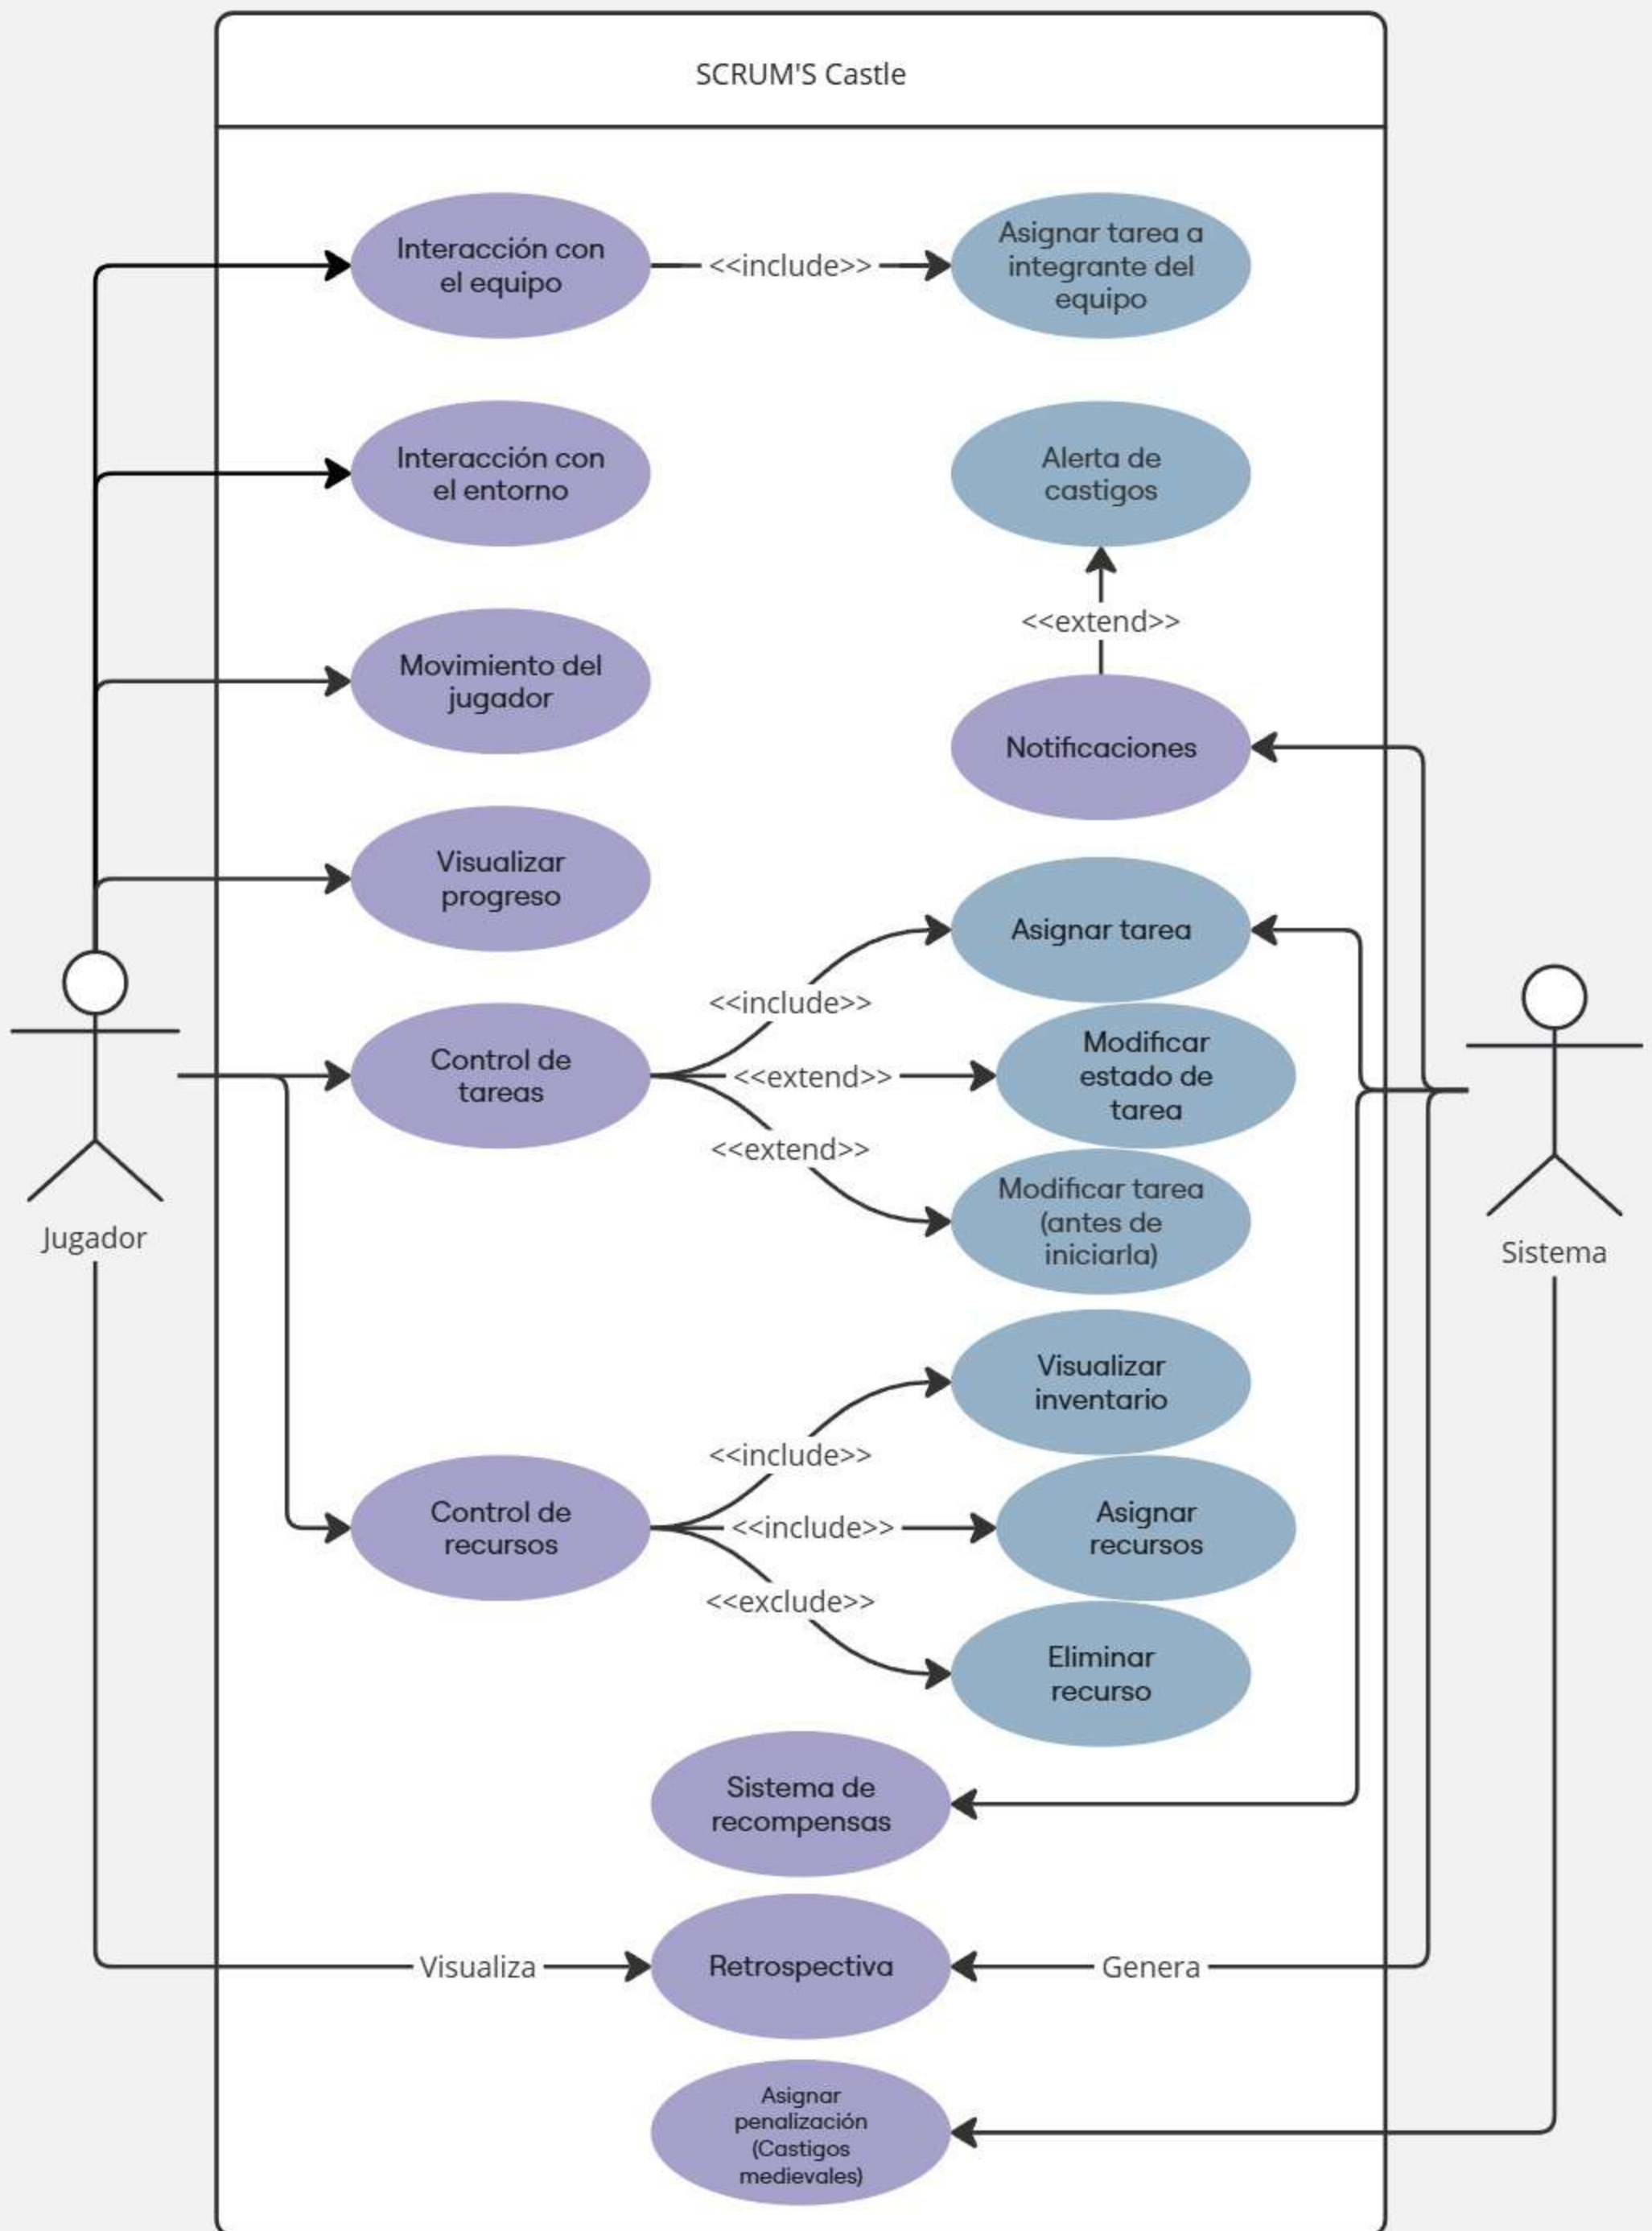 SCRUM'S Castle
Interacción con
el equipo
<<include>>
Asignar tarea a
integrante del
equipo
Interacción con
el entorno
Alerta de
castigos
<<extend>>
Movimiento del
jugador
Notificaciones
Visualizar
progreso
Asignar tarea
<<include>>
Control de
tareas
<<extend>>
Modificar
estado de
tarea
<<extend>>
Modificar tarea
(antes de
iniciarla)
Jugador
Sistema
Visualizar
inventario
<<include>>
Control de
recursos
<<include>>
Asignar
recursos
<<exclude>>
Eliminar
recurso
Sistema de
recompensas
Visualiza
Retrospectiva
Genera
Asignar
penalización
(Castigos
medievales)